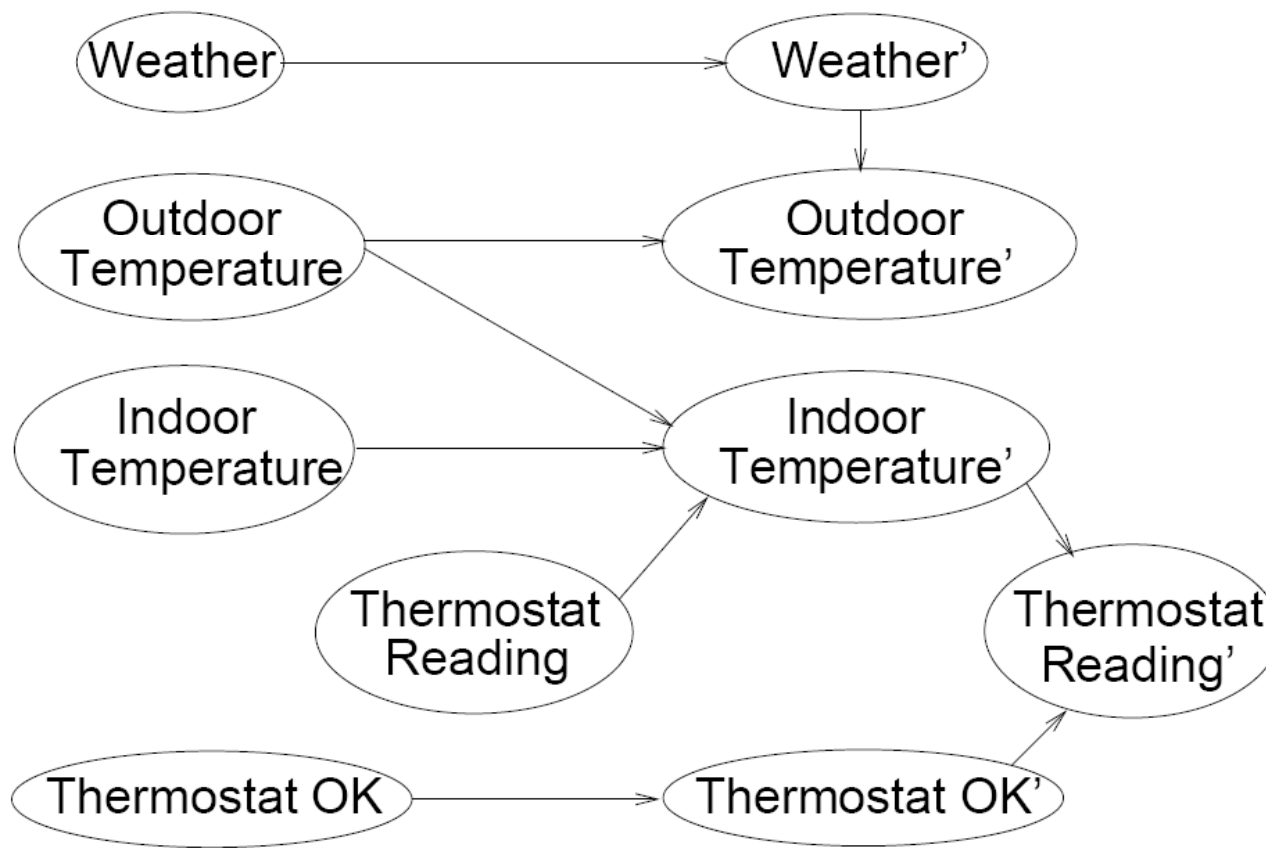 Weather
Weather’
Outdoor
Temperature
Outdoor
Temperature’
Indoor
Temperature
Indoor
Temperature’
Thermostat
Reading
Thermostat
Reading’
Thermostat OK
Thermostat OK’